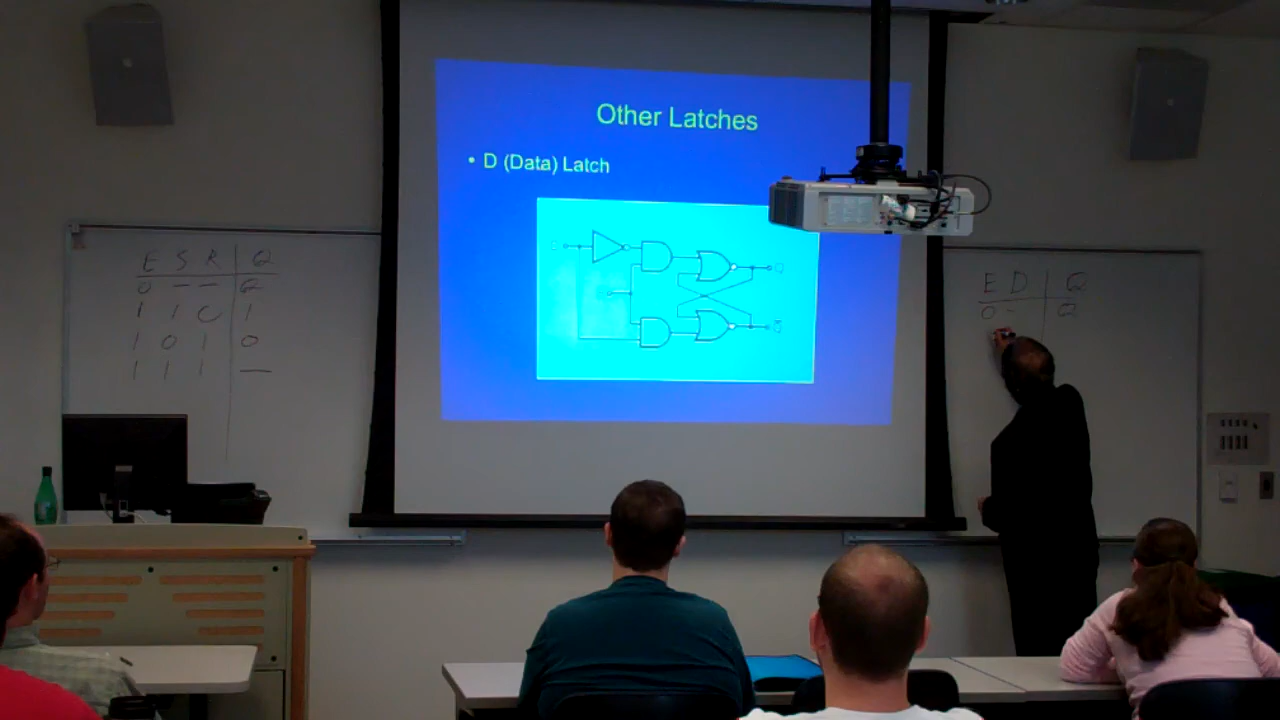 Other Latches
• D (Data) Latch
E S R Q
0 - - Q
1 1 0 1
1 0 1 0
1 1 1 —
E D Q
0 - Q